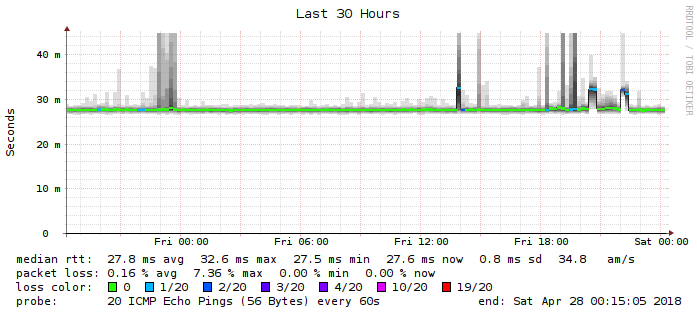 Last 30 Hours
RRDTOOL / TOBI OETIKER
Seconds
40 m
30 m
20 m
10 m
0
Fri 00:00 Fri 06:00 Fri 12:00 Fri 18:00 Sat 00:00
median rtt: 27.8 ms avg 32.6 ms max 27.5 ms min 27.6 ms now 0.8 ms sd 34.8 am/s
packet loss: 0.16 % avg 7.36 % max 0.00 % min 0.00 % now
loss color: 0 1/20 2/20 3/20 4/20 10/20 19/20
probe: 20 ICMP Echo Pings (56 Bytes) every 60s end: Sat Apr 28 00:15:05 2018